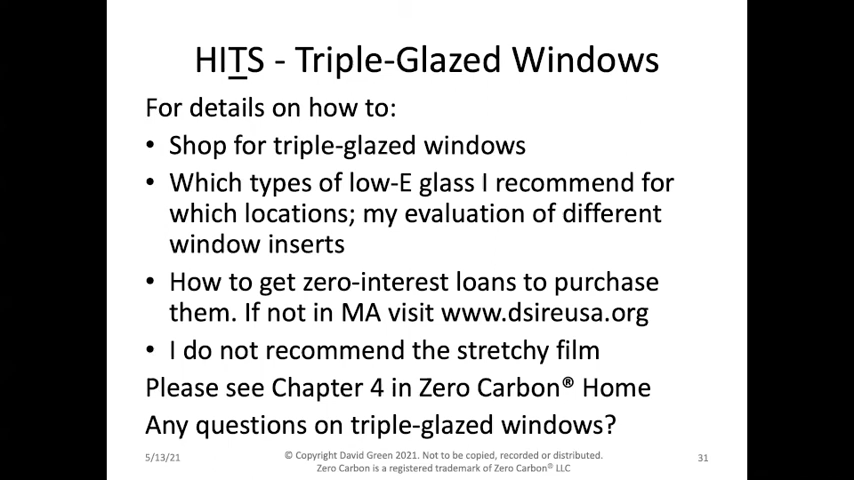 HITS - Triple-Glazed Windows
For details on how to:
• Shop for triple-glazed windows
• Which types of low-E glass I recommend for
which locations; my evaluation of different
window inserts
• How to get zero-interest loans to purchase
them. If not in MA visit www.dsireusa.org
• I do not recommend the stretchy film
Please see Chapter 4 in Zero Carbon® Home
Any questions on triple-glazed windows?
5/13/21
© Copyright David Green 2021. Not to be copied, recorded or distributed.
Zero Carbon is a registered trademark of Zero Carbon® LLC
31